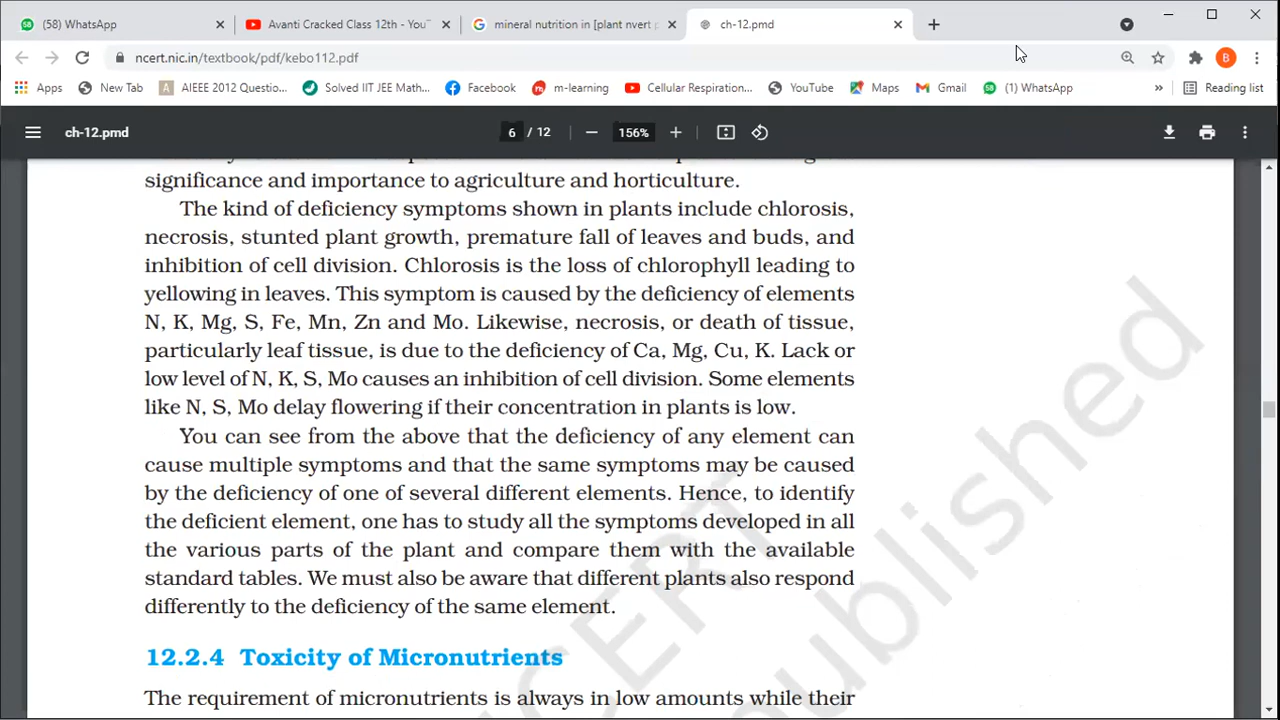 (58) WhatsApp
Avanti Cracked Class 12th - You
mineral nutrition in [plant nvert p
ch-12.pmd
ncert.nic.in/textbook/pdf/kebo112.pdf
B
Apps
New Tab
AIEEE 2012 Questio...
Solved IIT JEE Math...
Facebook
m-learning
Cellular Respiration...
YouTube
Maps
Gmail
(1) WhatsApp
»
Reading list
ch-12.pmd
6 / 12
156%
significance and importance to agriculture and horticulture.
The kind of deficiency symptoms shown in plants include chlorosis,
necrosis, stunted plant growth, premature fall of leaves and buds, and
inhibition of cell division. Chlorosis is the loss of chlorophyll leading to
yellowing in leaves. This symptom is caused by the deficiency of elements
N, K, Mg, S, Fe, Mn, Zn and Mo. Likewise, necrosis, or death of tissue,
particularly leaf tissue, is due to the deficiency of Ca, Mg, Cu, K. Lack or
low level of N, K, S, Mo causes an inhibition of cell division. Some elements
like N, S, Mo delay flowering if their concentration in plants is low.
You can see from the above that the deficiency of any element can
cause multiple symptoms and that the same symptoms may be caused
by the deficiency of one of several different elements. Hence, to identify
the deficient element, one has to study all the symptoms developed in all
the various parts of the plant and compare them with the available
standard tables. We must also be aware that different plants also respond
differently to the deficiency of the same element.
12.2.4 Toxicity of Micronutrients
The requirement of micronutrients is always in low amounts while their
NCERT
published